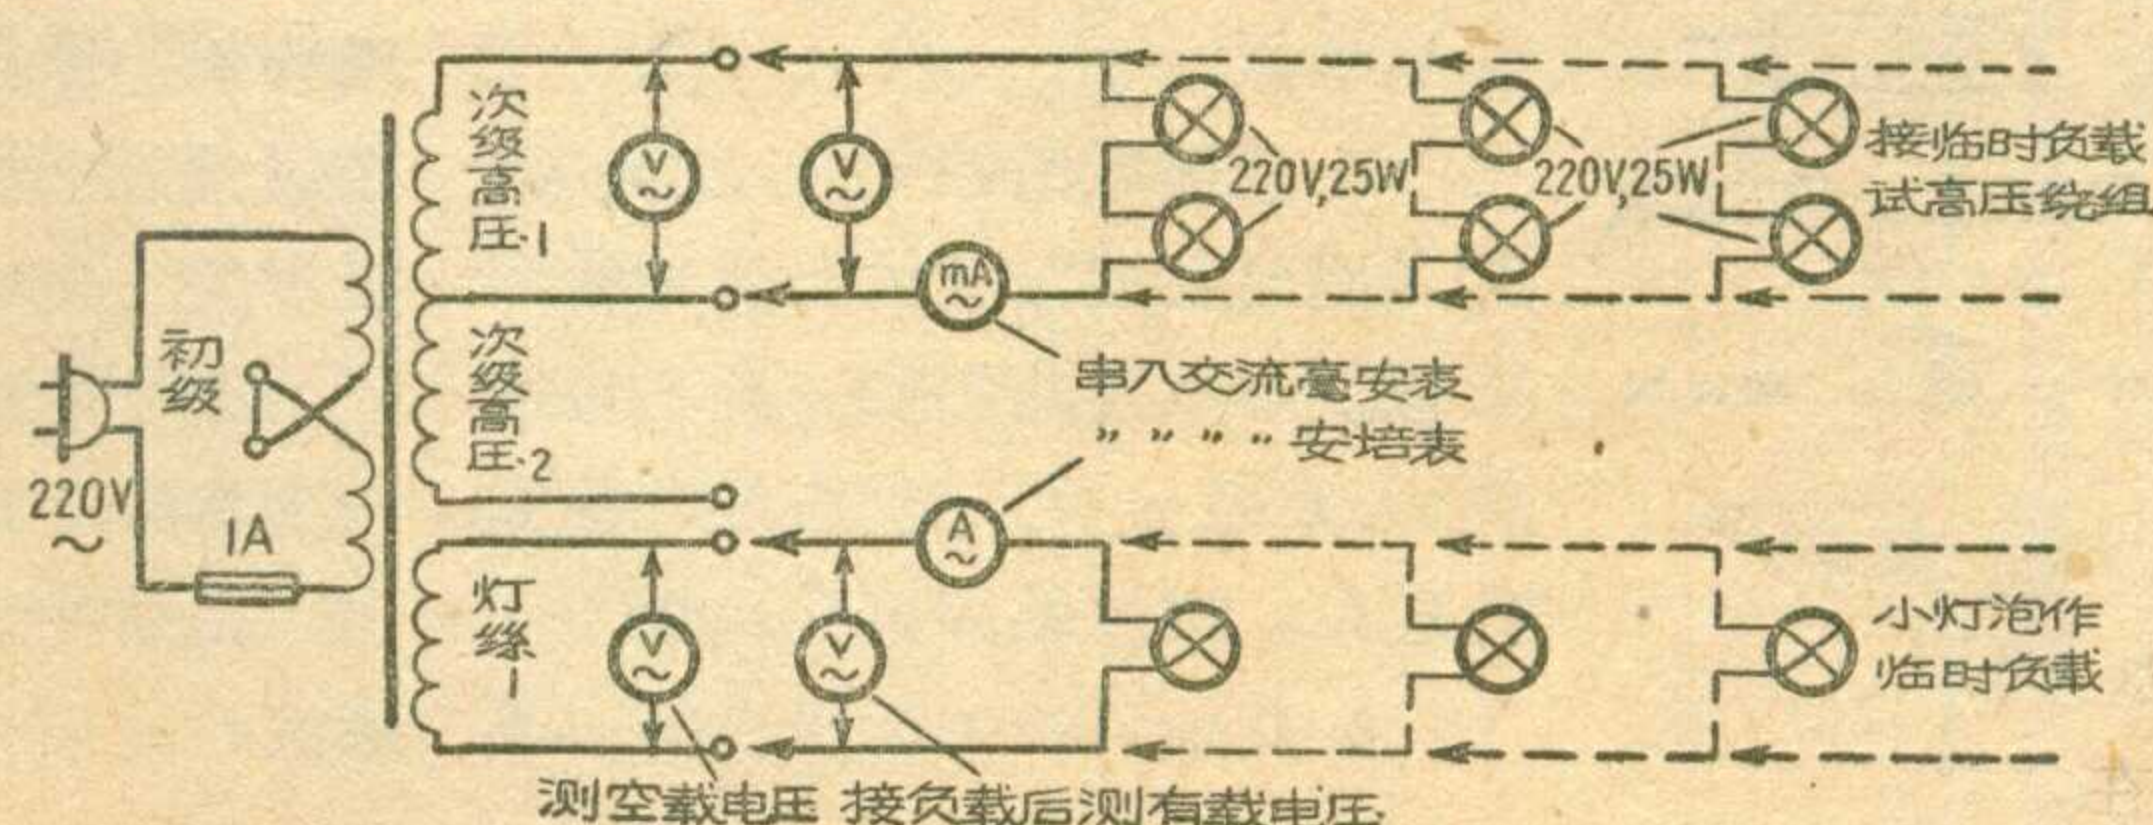 次级高压.1
V
~
V
~
220V,25W
220V,25W
接临时负载
试高压绕组
mA
~
初级
220V
~
1A
次级高压.2
串入交流毫安表
〃〃〃〃安培表
A
~
灯絲1
V
~
V
~
小灯泡作
临时负载
测空载电压
接负载后测有载电压